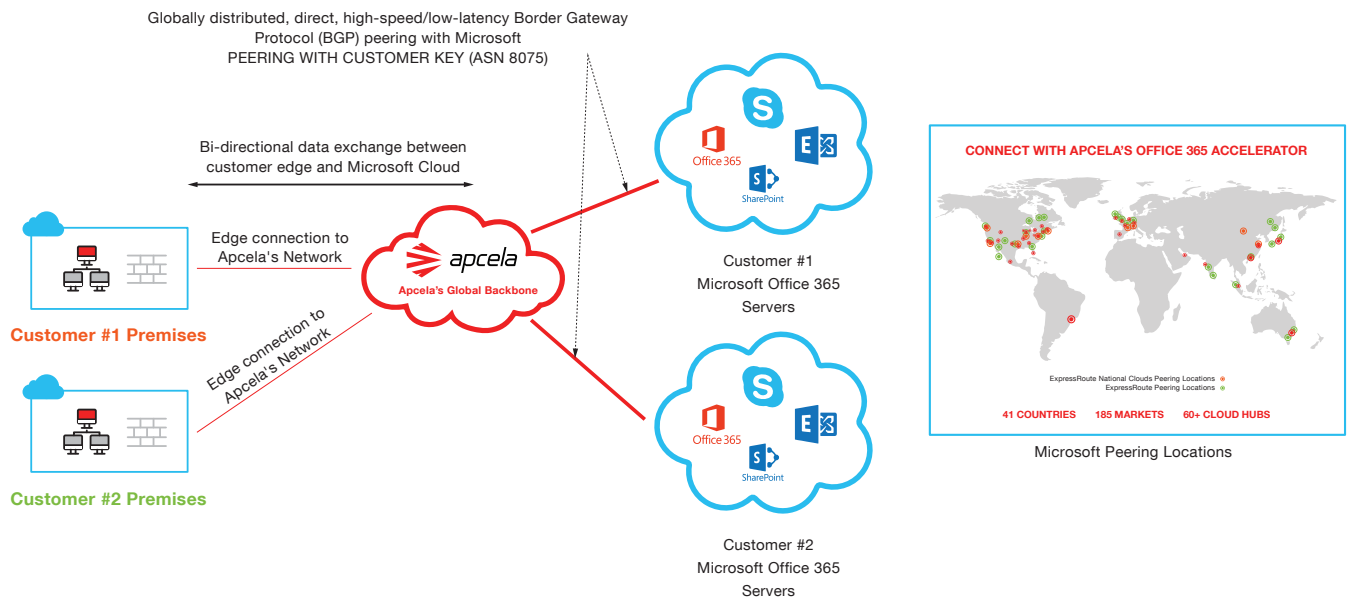 Globally distributed, direct, high-speed/low-latency Border Gateway
Protocol (BGP) peering with Microsoft
PEERING WITH CUSTOMER KEY (ASN 8075)
Bi-directional data exchange between
customer edge and Microsoft Cloud
Edge connection to
Apcela's Network
Customer #1 Premises
Edge connection to
Apcela's Network
Customer #2 Premises
apcela
Apcela's Global Backbone
S
Office 365
E
S
SharePoint
Customer #1
Microsoft Office 365
Servers
S
Office 365
E
S
SharePoint
Customer #2
Microsoft Office 365
Servers
CONNECT WITH APCELA'S OFFICE 365 ACCELERATOR
ExpressRoute National Clouds Peering Locations
ExpressRoute Peering Locations
41 COUNTRIES 185 MARKETS 60+ CLOUD HUBS
Microsoft Peering Locations